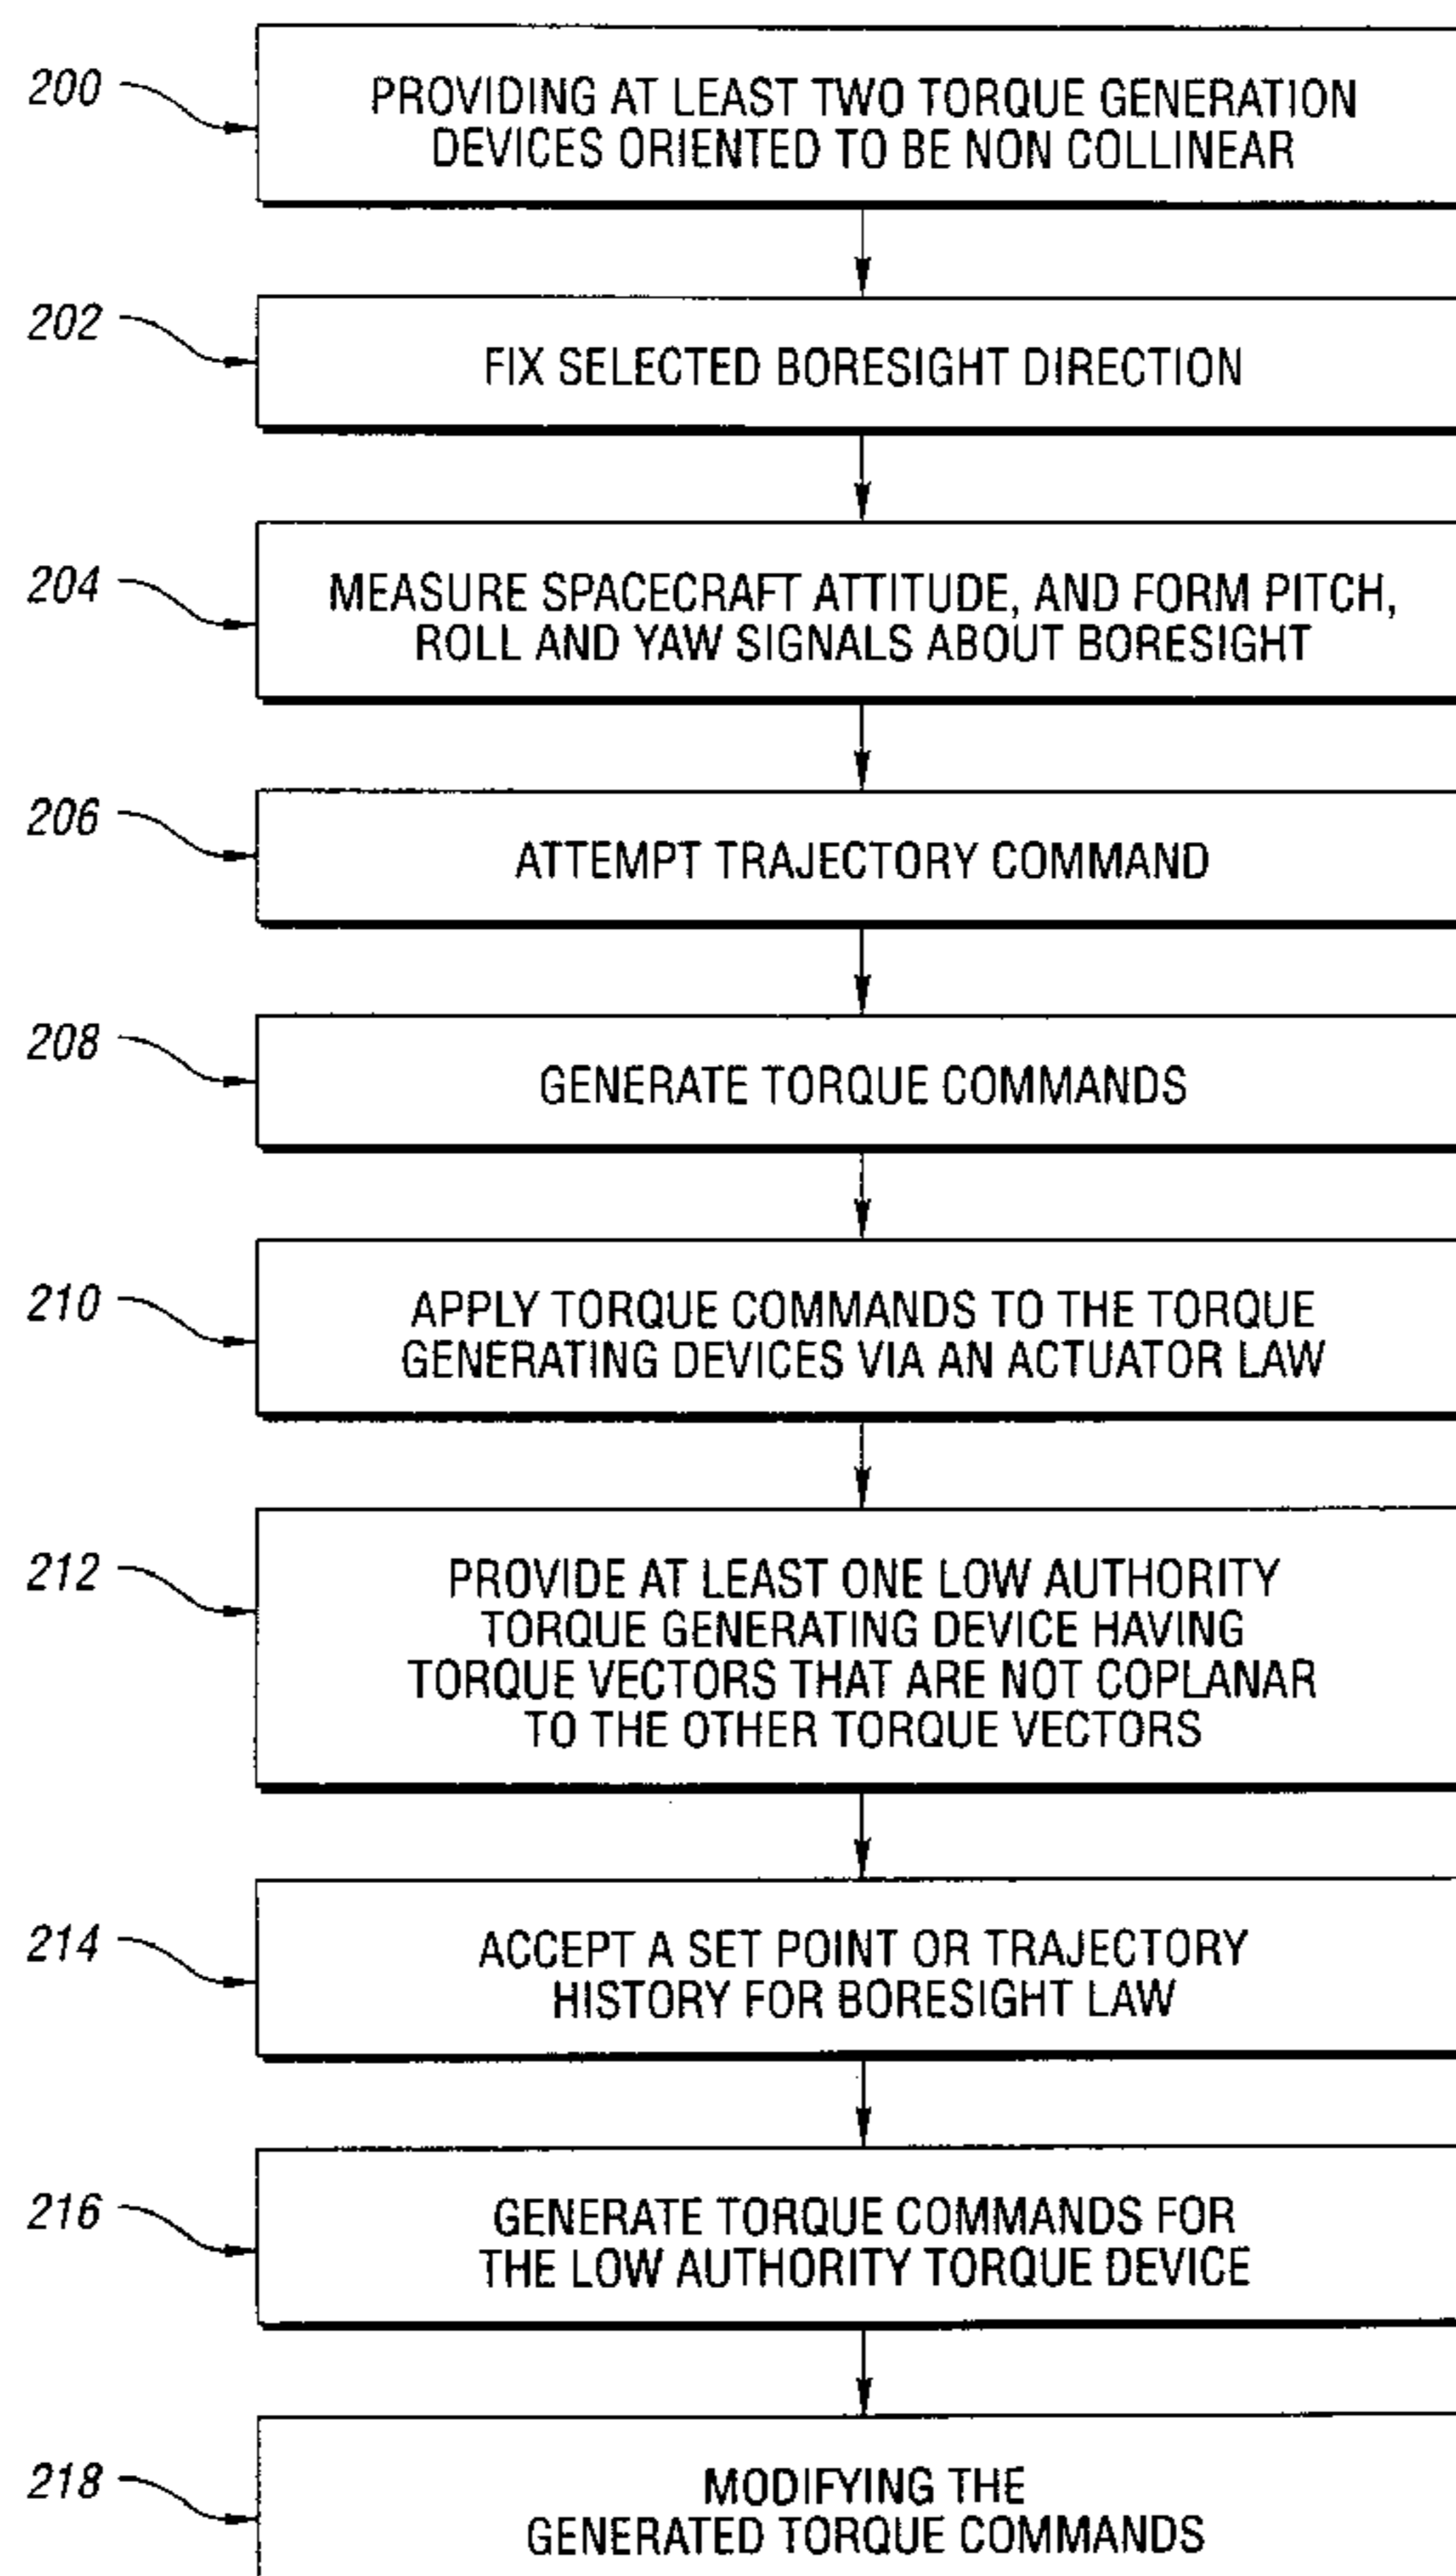 200
PROVIDING AT LEAST TWO TORQUE GENERATION
DEVICES ORIENTED TO BE NON COLLINEAR
202
FIX SELECTED BORESIGHT DIRECTION
204
MEASURE SPACECRAFT ATTITUDE, AND FORM PITCH,
ROLL AND YAW SIGNALS ABOUT BORESIGHT
206
ATTEMPT TRAJECTORY COMMAND
208
GENERATE TORQUE COMMANDS
210
APPLY TORQUE COMMANDS TO THE TORQUE
GENERATING DEVICES VIA AN ACTUATOR LAW
212
PROVIDE AT LEAST ONE LOW AUTHORITY
TORQUE GENERATING DEVICE HAVING
TORQUE VECTORS THAT ARE NOT COPLANAR
TO THE OTHER TORQUE VECTORS
214
ACCEPT A SET POINT OR TRAJECTORY
HISTORY FOR BORESIGHT LAW
216
GENERATE TORQUE COMMANDS FOR
THE LOW AUTHORITY TORQUE DEVICE
218
MODIFYING THE
GENERATED TORQUE COMMANDS